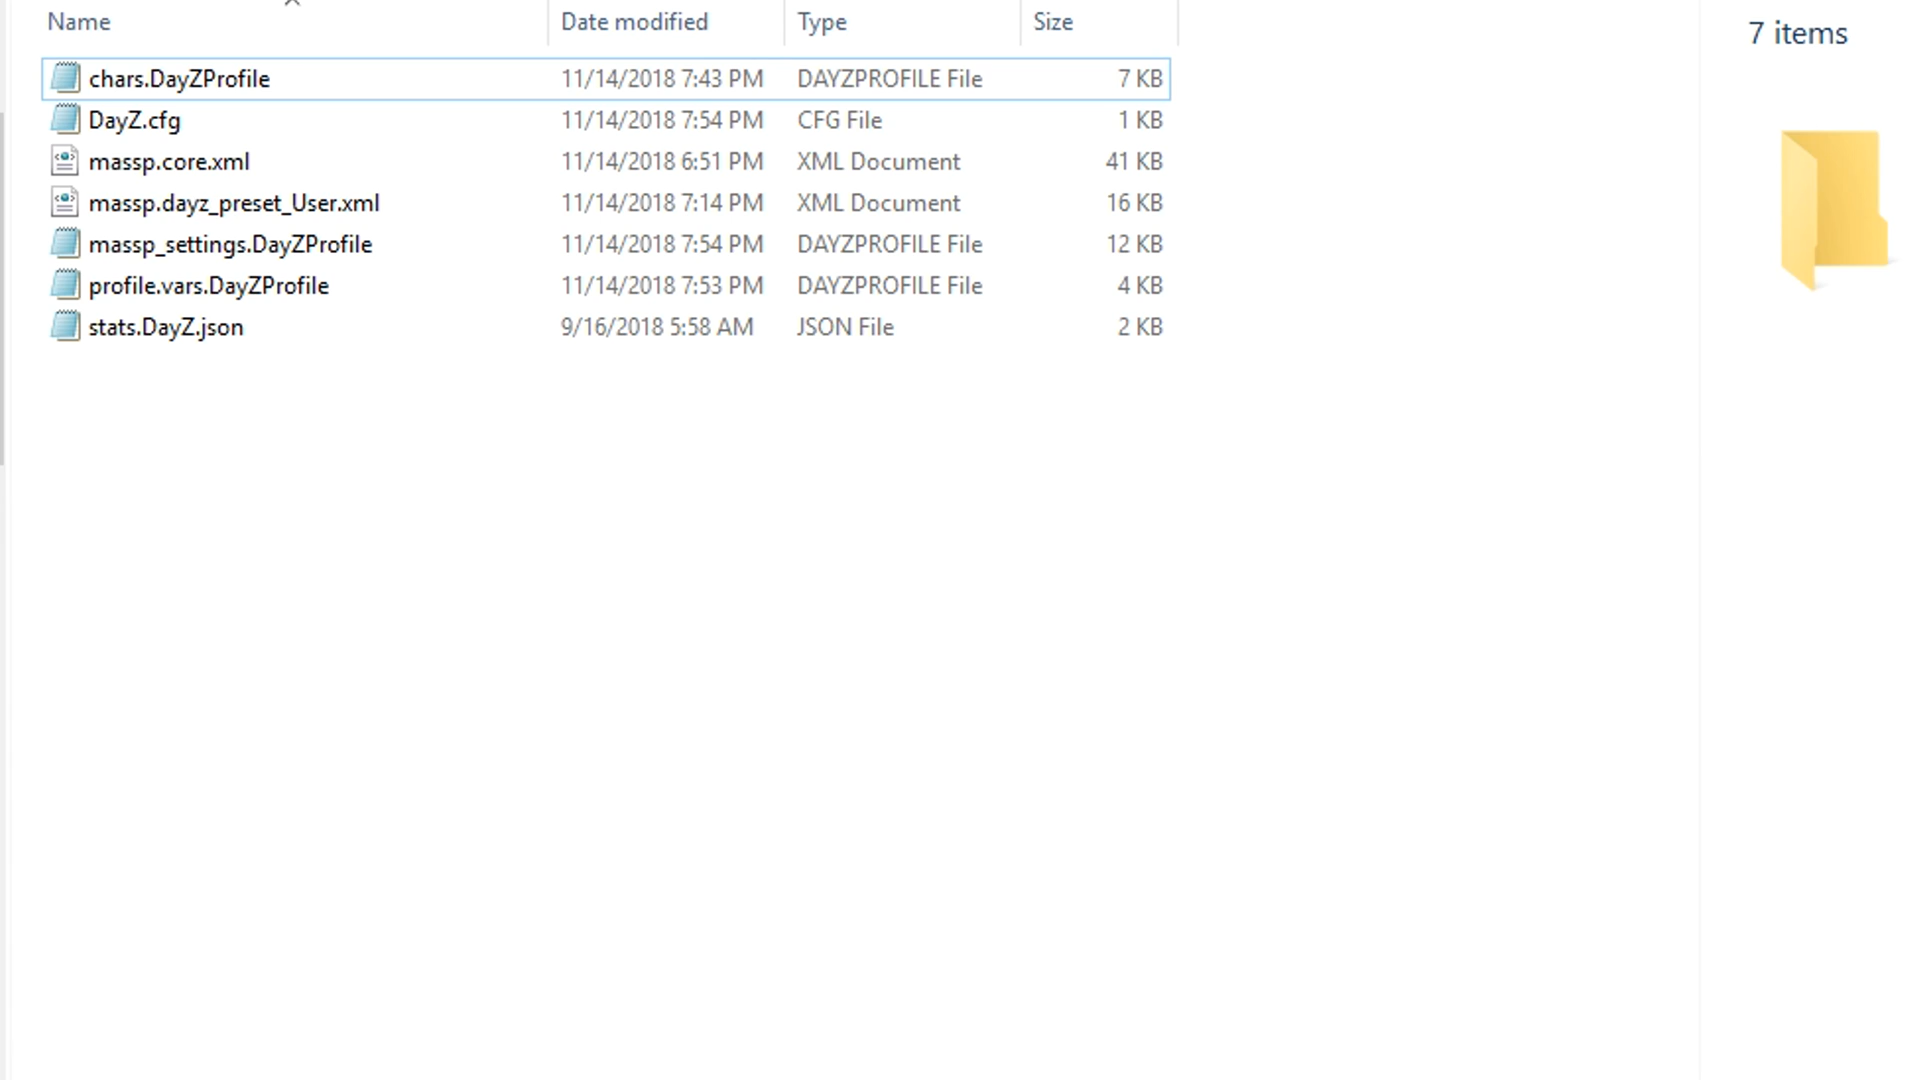 Name Date modified Type Size
7 items
chars.DayZProfile 11/14/2018 7:43 PM DAYZPROFILE File 7 KB
DayZ.cfg 11/14/2018 7:54 PM CFG File 1 KB
massp.core.xml 11/14/2018 6:51 PM XML Document 41 KB
massp.dayz_preset_User.xml 11/14/2018 7:14 PM XML Document 16 KB
massp_settings.DayZProfile 11/14/2018 7:54 PM DAYZPROFILE File 12 KB
profile.vars.DayZProfile 11/14/2018 7:53 PM DAYZPROFILE File 4 KB
stats.DayZ.json 9/16/2018 5:58 AM JSON File 2 KB